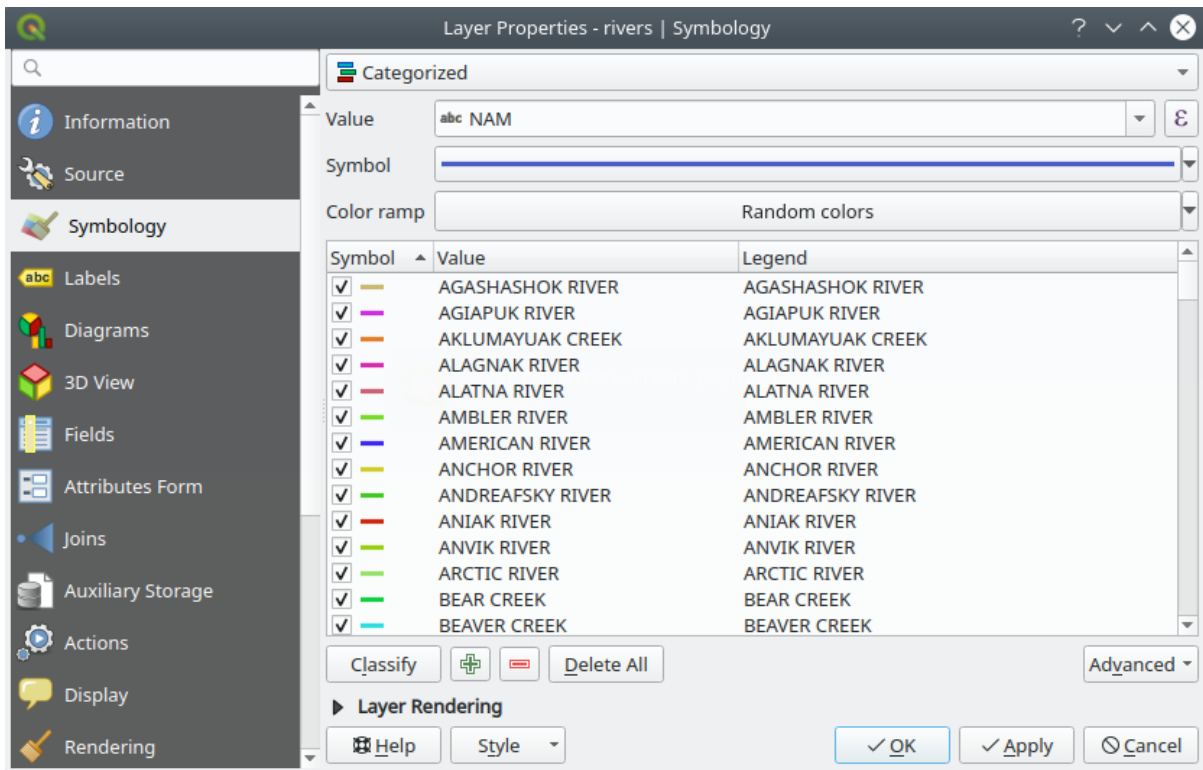 Layer Properties - rivers | Symbology
Categorized
Information
Source
Symbology
abc Labels
Diagrams
3D View
Fields
Attributes Form
Joins
Auxiliary Storage
Actions
Display
Rendering
Value abc NAM ε
Symbol
Color ramp Random colors
Symbol Value Legend
AGASHASHOK RIVER AGASHASHOK RIVER
AGIAPUK RIVER AGIAPUK RIVER
AKLUMAYUAK CREEK AKLUMAYUAK CREEK
ALAGNAK RIVER ALAGNAK RIVER
ALATNA RIVER ALATNA RIVER
AMBLER RIVER AMBLER RIVER
AMERICAN RIVER AMERICAN RIVER
ANCHOR RIVER ANCHOR RIVER
ANDREAFSKY RIVER ANDREAFSKY RIVER
ANIAK RIVER ANIAK RIVER
ANVIK RIVER ANVIK RIVER
ARCTIC RIVER ARCTIC RIVER
BEAR CREEK BEAR CREEK
BEAVER CREEK BEAVER CREEK
Classify Delete All Advanced
Layer Rendering
Help Style OK Apply Cancel